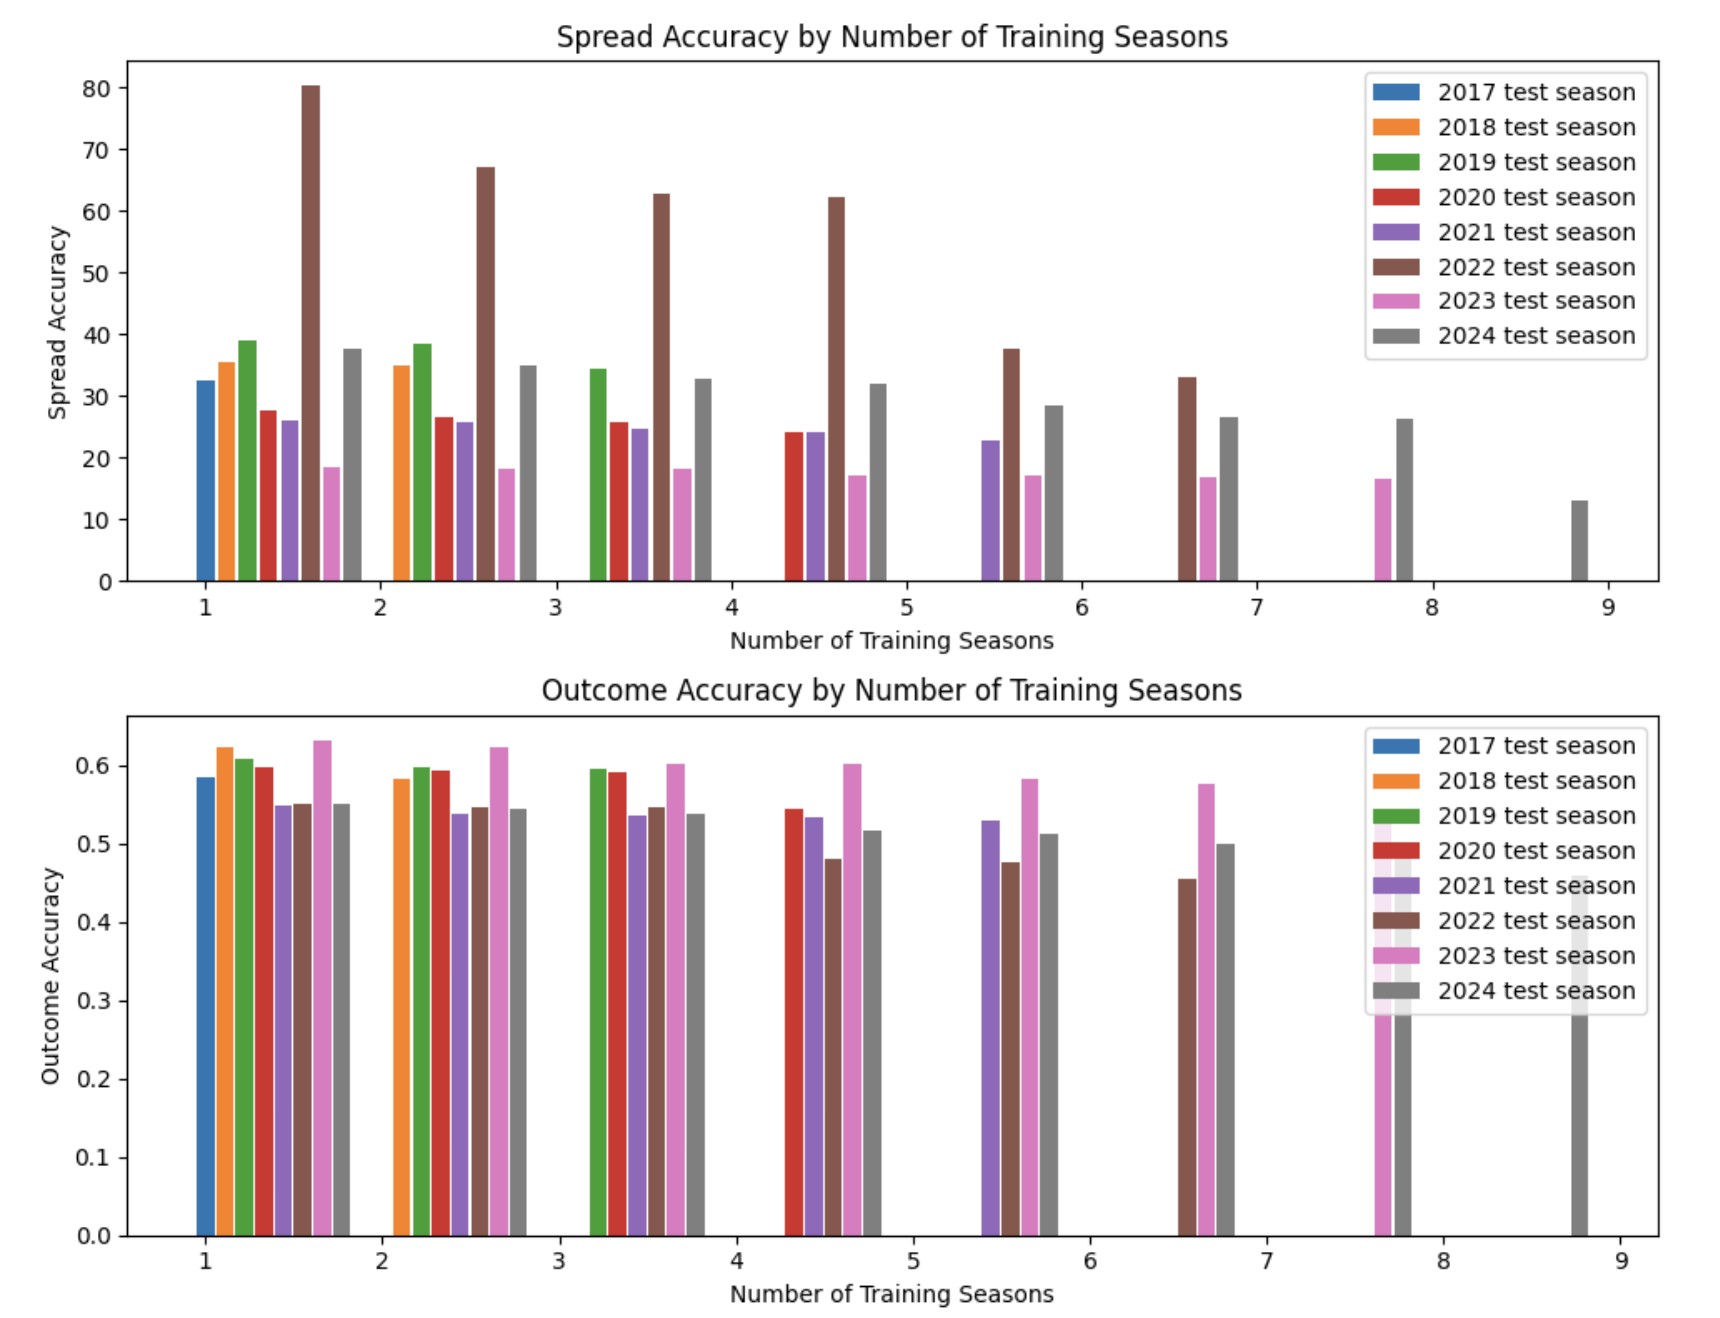 Spread Accuracy by Number of Training Seasons
80
70
60
50
40
30
20
10
0
Spread Accuracy
2017 test season
2018 test season
2019 test season
2020 test season
2021 test season
2022 test season
2023 test season
2024 test season
1 2 3 4 5 6 7 8 9
Number of Training Seasons
Outcome Accuracy by Number of Training Seasons
0.6
0.5
0.4
0.3
0.2
0.1
0.0
Outcome Accuracy
2017 test season
2018 test season
2019 test season
2020 test season
2021 test season
2022 test season
2023 test season
2024 test season
1 2 3 4 5 6 7 8 9
Number of Training Seasons